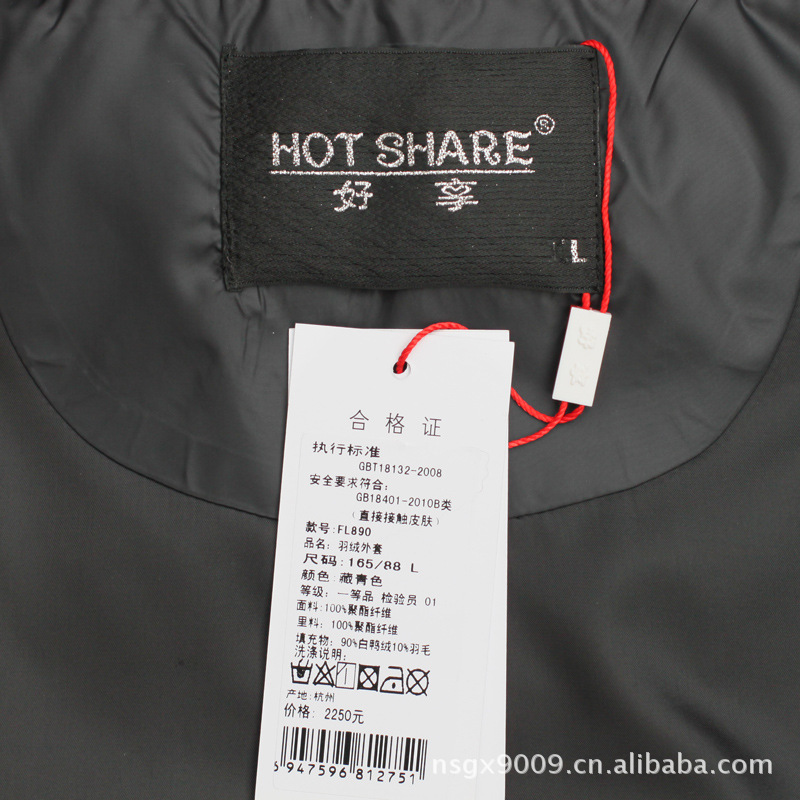 HOT SHARE®
好享
L
合格证
执行标准
GBT18132-2008
安全要求符合:
GB18401-2010B类
(直接接触皮肤)
款号:FL890
品名:羽绒外套
尺码:165/88 L
颜色:藏青色
等级:一等品 检验员 01
面料:100%聚酯纤维
里料:100%聚酯纤维
填充物:90%白鸭绒10%羽毛
洗涤说明:
产地:杭州
价格:2250元
6947596812751
nsgx9009.cn.alibaba.com